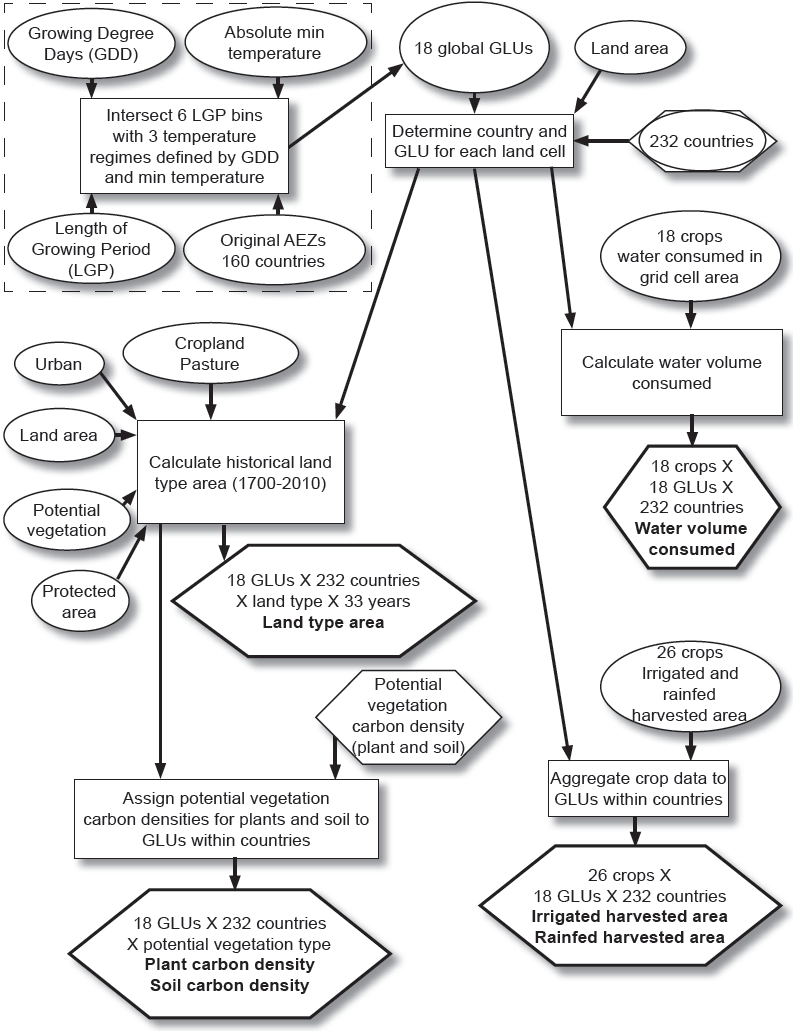 Growing Degree
Days (GDD)
Absolute min
temperature
Intersect 6 LGP bins
with 3 temperature
regimes defined by GDD
and min temperature
Length of
Growing Period
(LGP)
Original AEZs
160 countries
18 global GLUs
Land area
Determine country and
GLU for each land cell
232 countries
18 crops
water consumed in
grid cell area
Calculate water volume
consumed
18 crops X
18 GLUs X
232 countries
Water volume
consumed
Urban
Cropland
Pasture
Land area
Potential
vegetation
Protected
area
Calculate historical land
type area (1700-2010)
18 GLUs X 232 countries
X land type X 33 years
Land type area
Potential
vegetation
carbon density
(plant and soil)
Assign potential vegetation
carbon densities for plants and soil to
GLUs within countries
18 GLUs X 232 countries
X potential vegetation type
Plant carbon density
Soil carbon density
26 crops
Irrigated and
rainfed
harvested area
Aggregate crop data to
GLUs within countries
26 crops X
18 GLUs X 232 countries
Irrigated harvested area
Rainfed harvested area